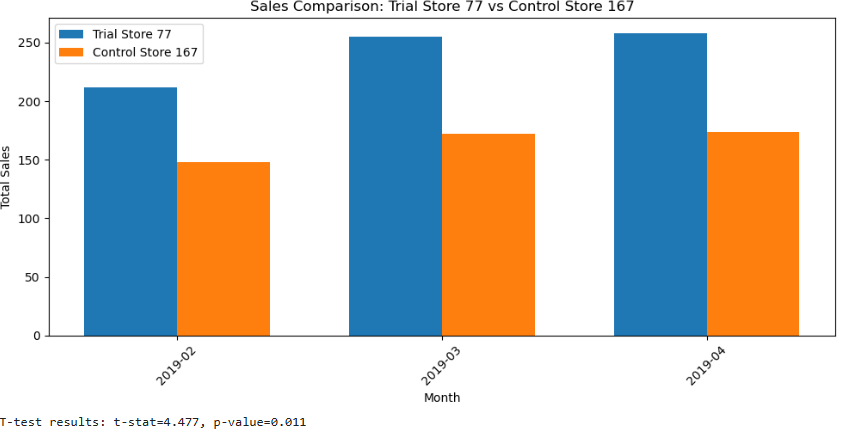 Sales Comparison: Trial Store 77 vs Control Store 167
Trial Store 77
Control Store 167
250
200
150
100
50
0
Total Sales
2019-02
2019-03
2019-04
Month
T-test results: t-stat=4.477, p-value=0.011